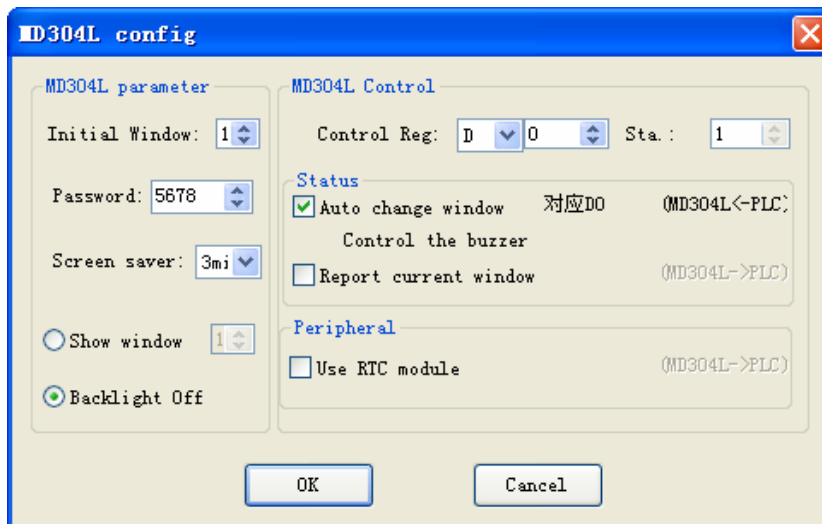 MD304L config
MD304L parameter
Initial Window: 1
Password: 5678
Screen saver: 3mi
Show window 1
Backlight Off
MD304L Control
Control Reg: D 0 Sta.: 1
Status
Auto change window 对应D0 (MD304L<-PLC)
Control the buzzer
Report current window (MD304L->PLC)
Peripheral
Use RTC module (MD304L->PLC)
OK Cancel